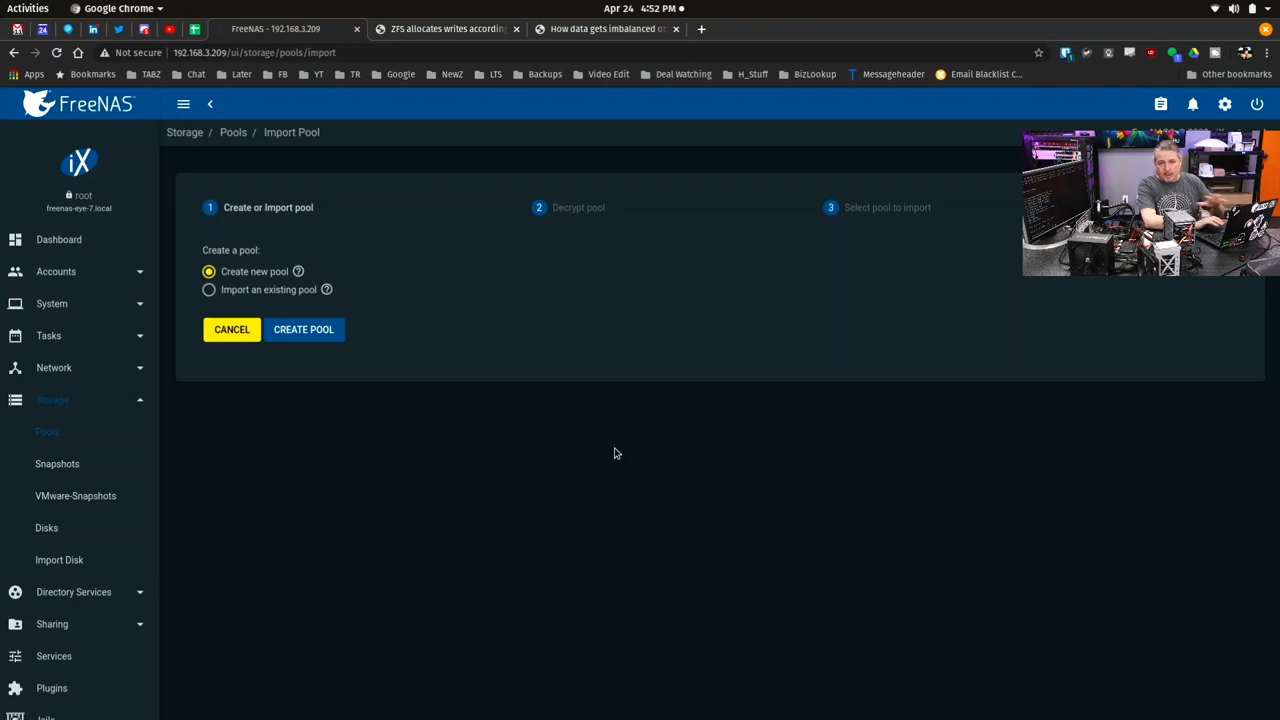 Activities
Google Chrome
Apr 24 4:52 PM
24
FreeNAS - 192.168.3.209
ZFS allocates writes according
How data gets imbalanced on
Not secure
192.168.3.209/ui/storage/pools/import
Apps
Bookmarks
TABZ
Chat
Later
FB
YT
TR
Google
NewZ
LTS
Backups
Video Edit
Deal Watching
H_Stuff
BizLookup
Messageheader
Email Blacklist C...
Other bookmarks
FreeNAS
Storage / Pools / Import Pool
iX
root
freenas-eye-7.local
1 Create or Import pool
2 Decrypt pool
3 Select pool to import
Create a pool:
Create new pool
Import an existing pool
CANCEL
CREATE POOL
Dashboard
Accounts
System
Tasks
Network
Storage
Pools
Snapshots
VMware-Snapshots
Disks
Import Disk
Directory Services
Sharing
Services
Plugins
Jails